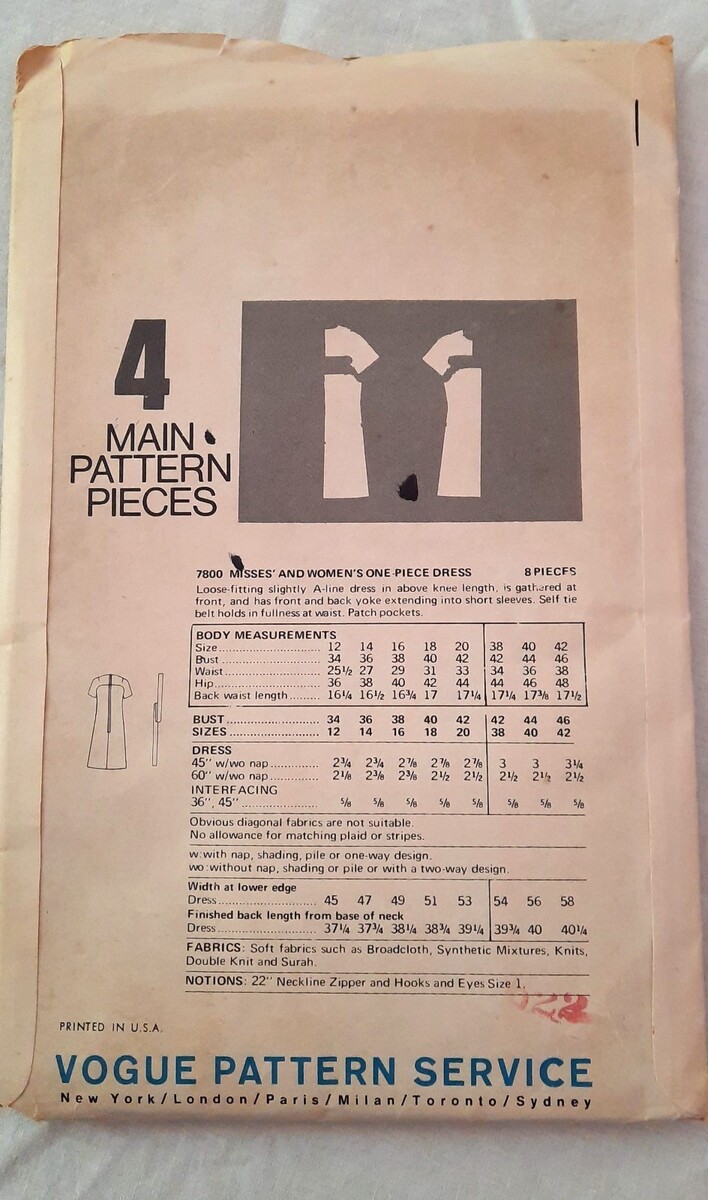 4
MAIN
PATTERN
PIECES
7800 MISSES' AND WOMEN'S ONE-PIECE DRESS 8 PIECES
Loose-fitting slightly A-line dress in above knee length, is gathered at
front, and has front and back yoke extending into short sleeves. Self tie
belt holds in fullness at waist. Patch pockets.
BODY MEASUREMENTS
Size............................ 12 14 16 18 20 38 40 42
Bust ........................... 34 36 38 40 42 42 44 46
Waist........................... 25½ 27 29 31 33 34 36 38
Hip............................. 36 38 40 42 44 44 46 48
Back waist length ......... 16¼ 16½ 16¾ 17 17¼ 17¼ 17⅜ 17½
BUST .......................... 34 36 38 40 42 42 44 46
SIZES ......................... 12 14 16 18 20 38 40 42
DRESS
45" w/wo nap .............. 2¾ 2¾ 2⅞ 2⅞ 2⅞ 3 3 3¼
60" w/wo nap .............. 2⅛ 2⅜ 2⅜ 2½ 2½ 2½ 2½ 2½
INTERFACING
36", 45" ..................... ⅝ ⅝ ⅝ ⅝ ⅝ ⅝ ⅝ ⅝
Obvious diagonal fabrics are not suitable.
No allowance for matching plaid or stripes.
w:with nap, shading, pile or one-way design.
wo:without nap, shading or pile or with a two-way design.
Width at lower edge
Dress........................... 45 47 49 51 53 54 56 58
Finished back length from base of neck
Dress........................... 37¼ 37¾ 38¼ 38¾ 39¼ 39¾ 40 40¼
FABRICS: Soft fabrics such as Broadcloth, Synthetic Mixtures, Knits,
Double Knit and Surah.
NOTIONS: 22" Neckline Zipper and Hooks and Eyes Size 1.
PRINTED IN U.S.A.
VOGUE PATTERN SERVICE
New York/London/Paris/Milan/Toronto/Sydney